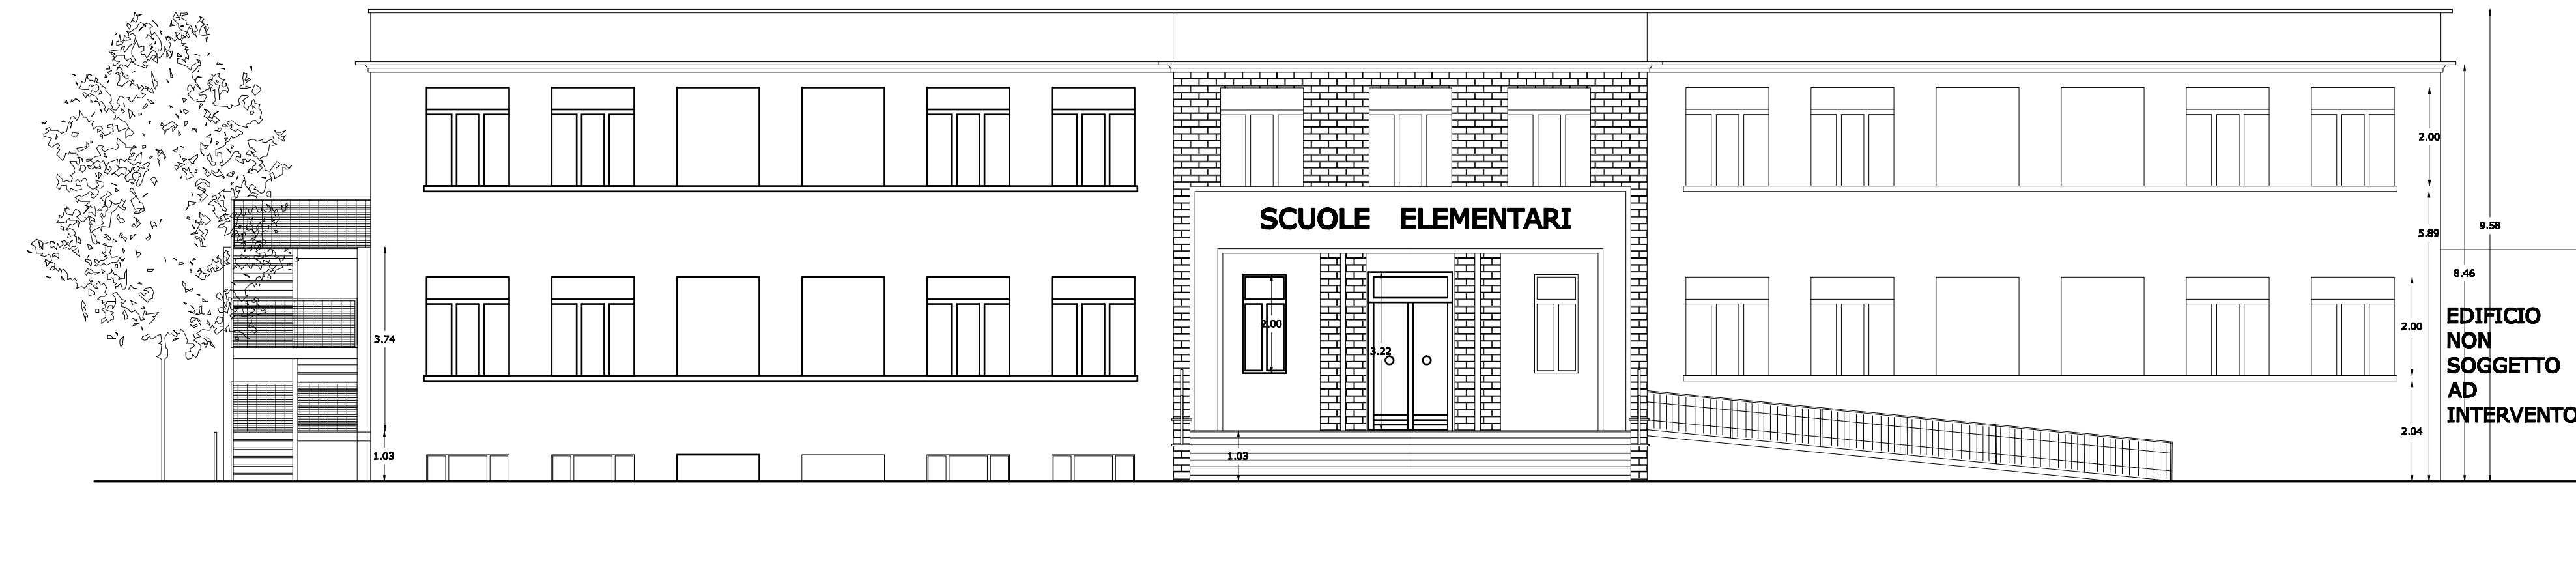 SCUOLE ELEMENTARI
2.00
5.89
9.58
8.46
2.00
3.22
3.74
2.00
EDIFICIO
NON
SOGGETTO
AD
INTERVENTO
2.04
1.03
1.03